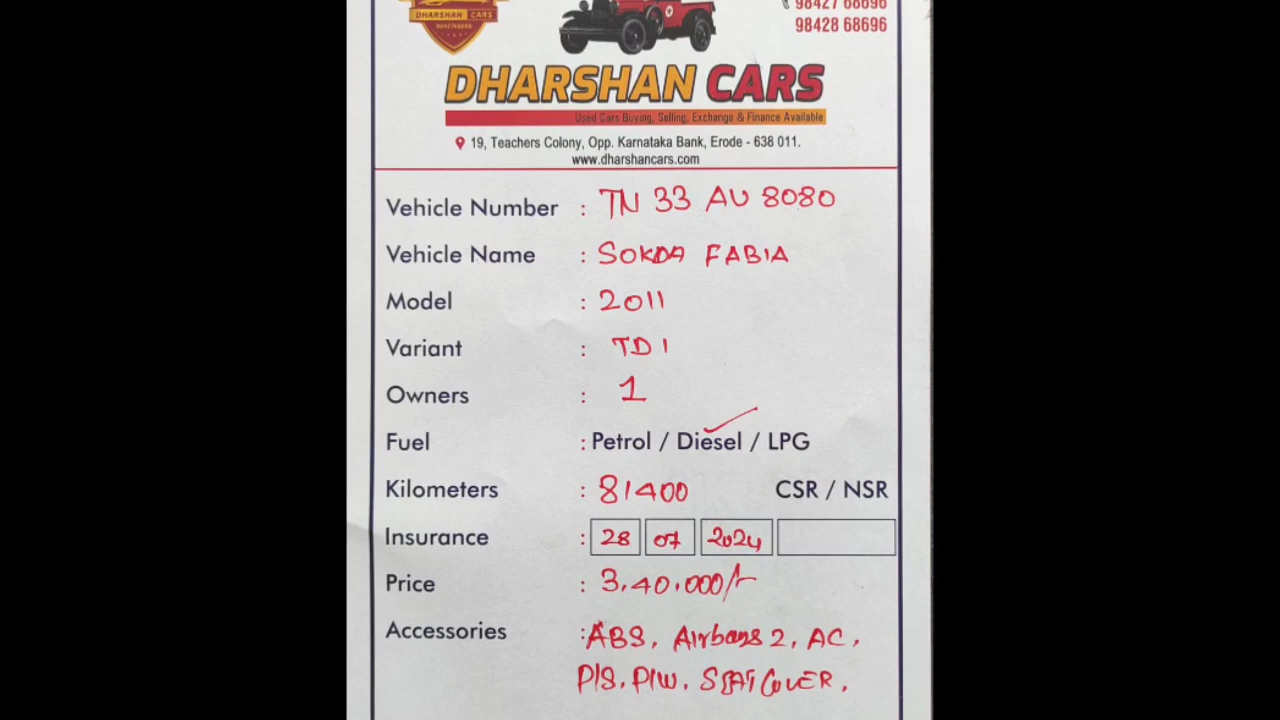 98427 68696
98428 68696
DHARSHAN CARS
DHARSHAN CARS
Used Cars Buying, Selling, Exchange & Finance Available
19, Teachers Colony, Opp. Karnataka Bank, Erode - 638 011.
www.dharshancars.com
Vehicle Number : TN 33 AU 8080
Vehicle Name : SOKDA FABIA
Model : 2011
Variant : TDI
Owners : 1
Fuel : Petrol / Diesel / LPG
Kilometers : 81400 CSR / NSR
Insurance : 28 07 2024
Price : 3.40.000/-
Accessories : ABS, Airbags 2, AC,
P/S, P/W, SEAT COVER,